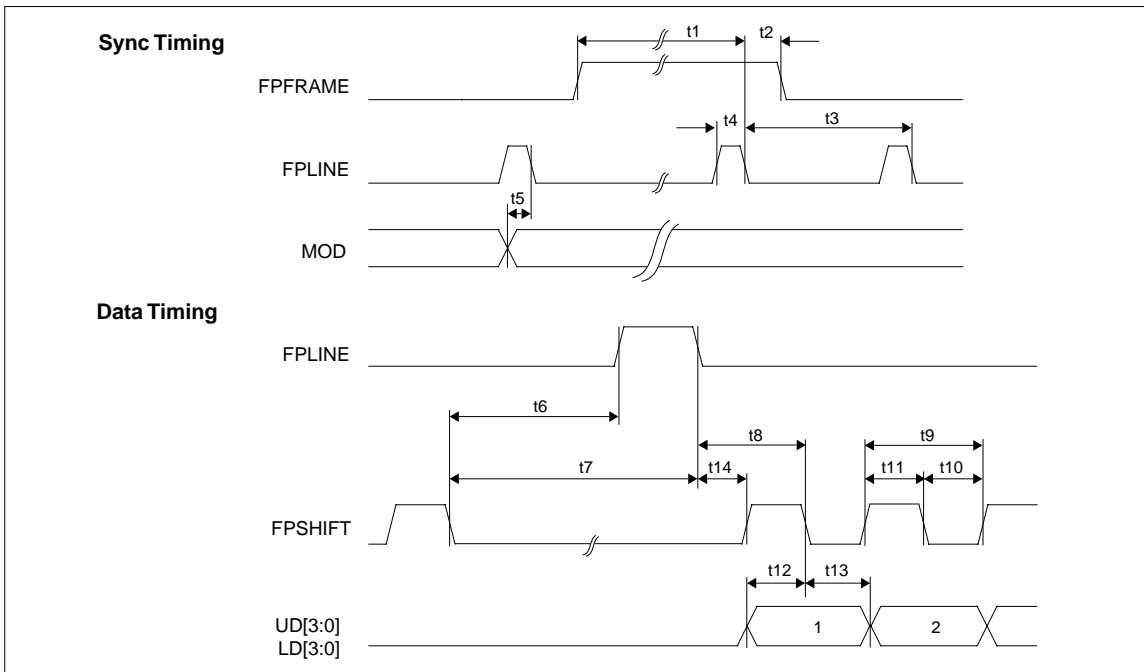 Sync Timing
t1
t2
FPFRAME
t4
t3
FPLINE
t5
MOD
Data Timing
FPLINE
t6
t8
t9
t7
t14
t11
t10
FPSHIFT
t12
t13
UD[3:0]
LD[3:0]
1
2